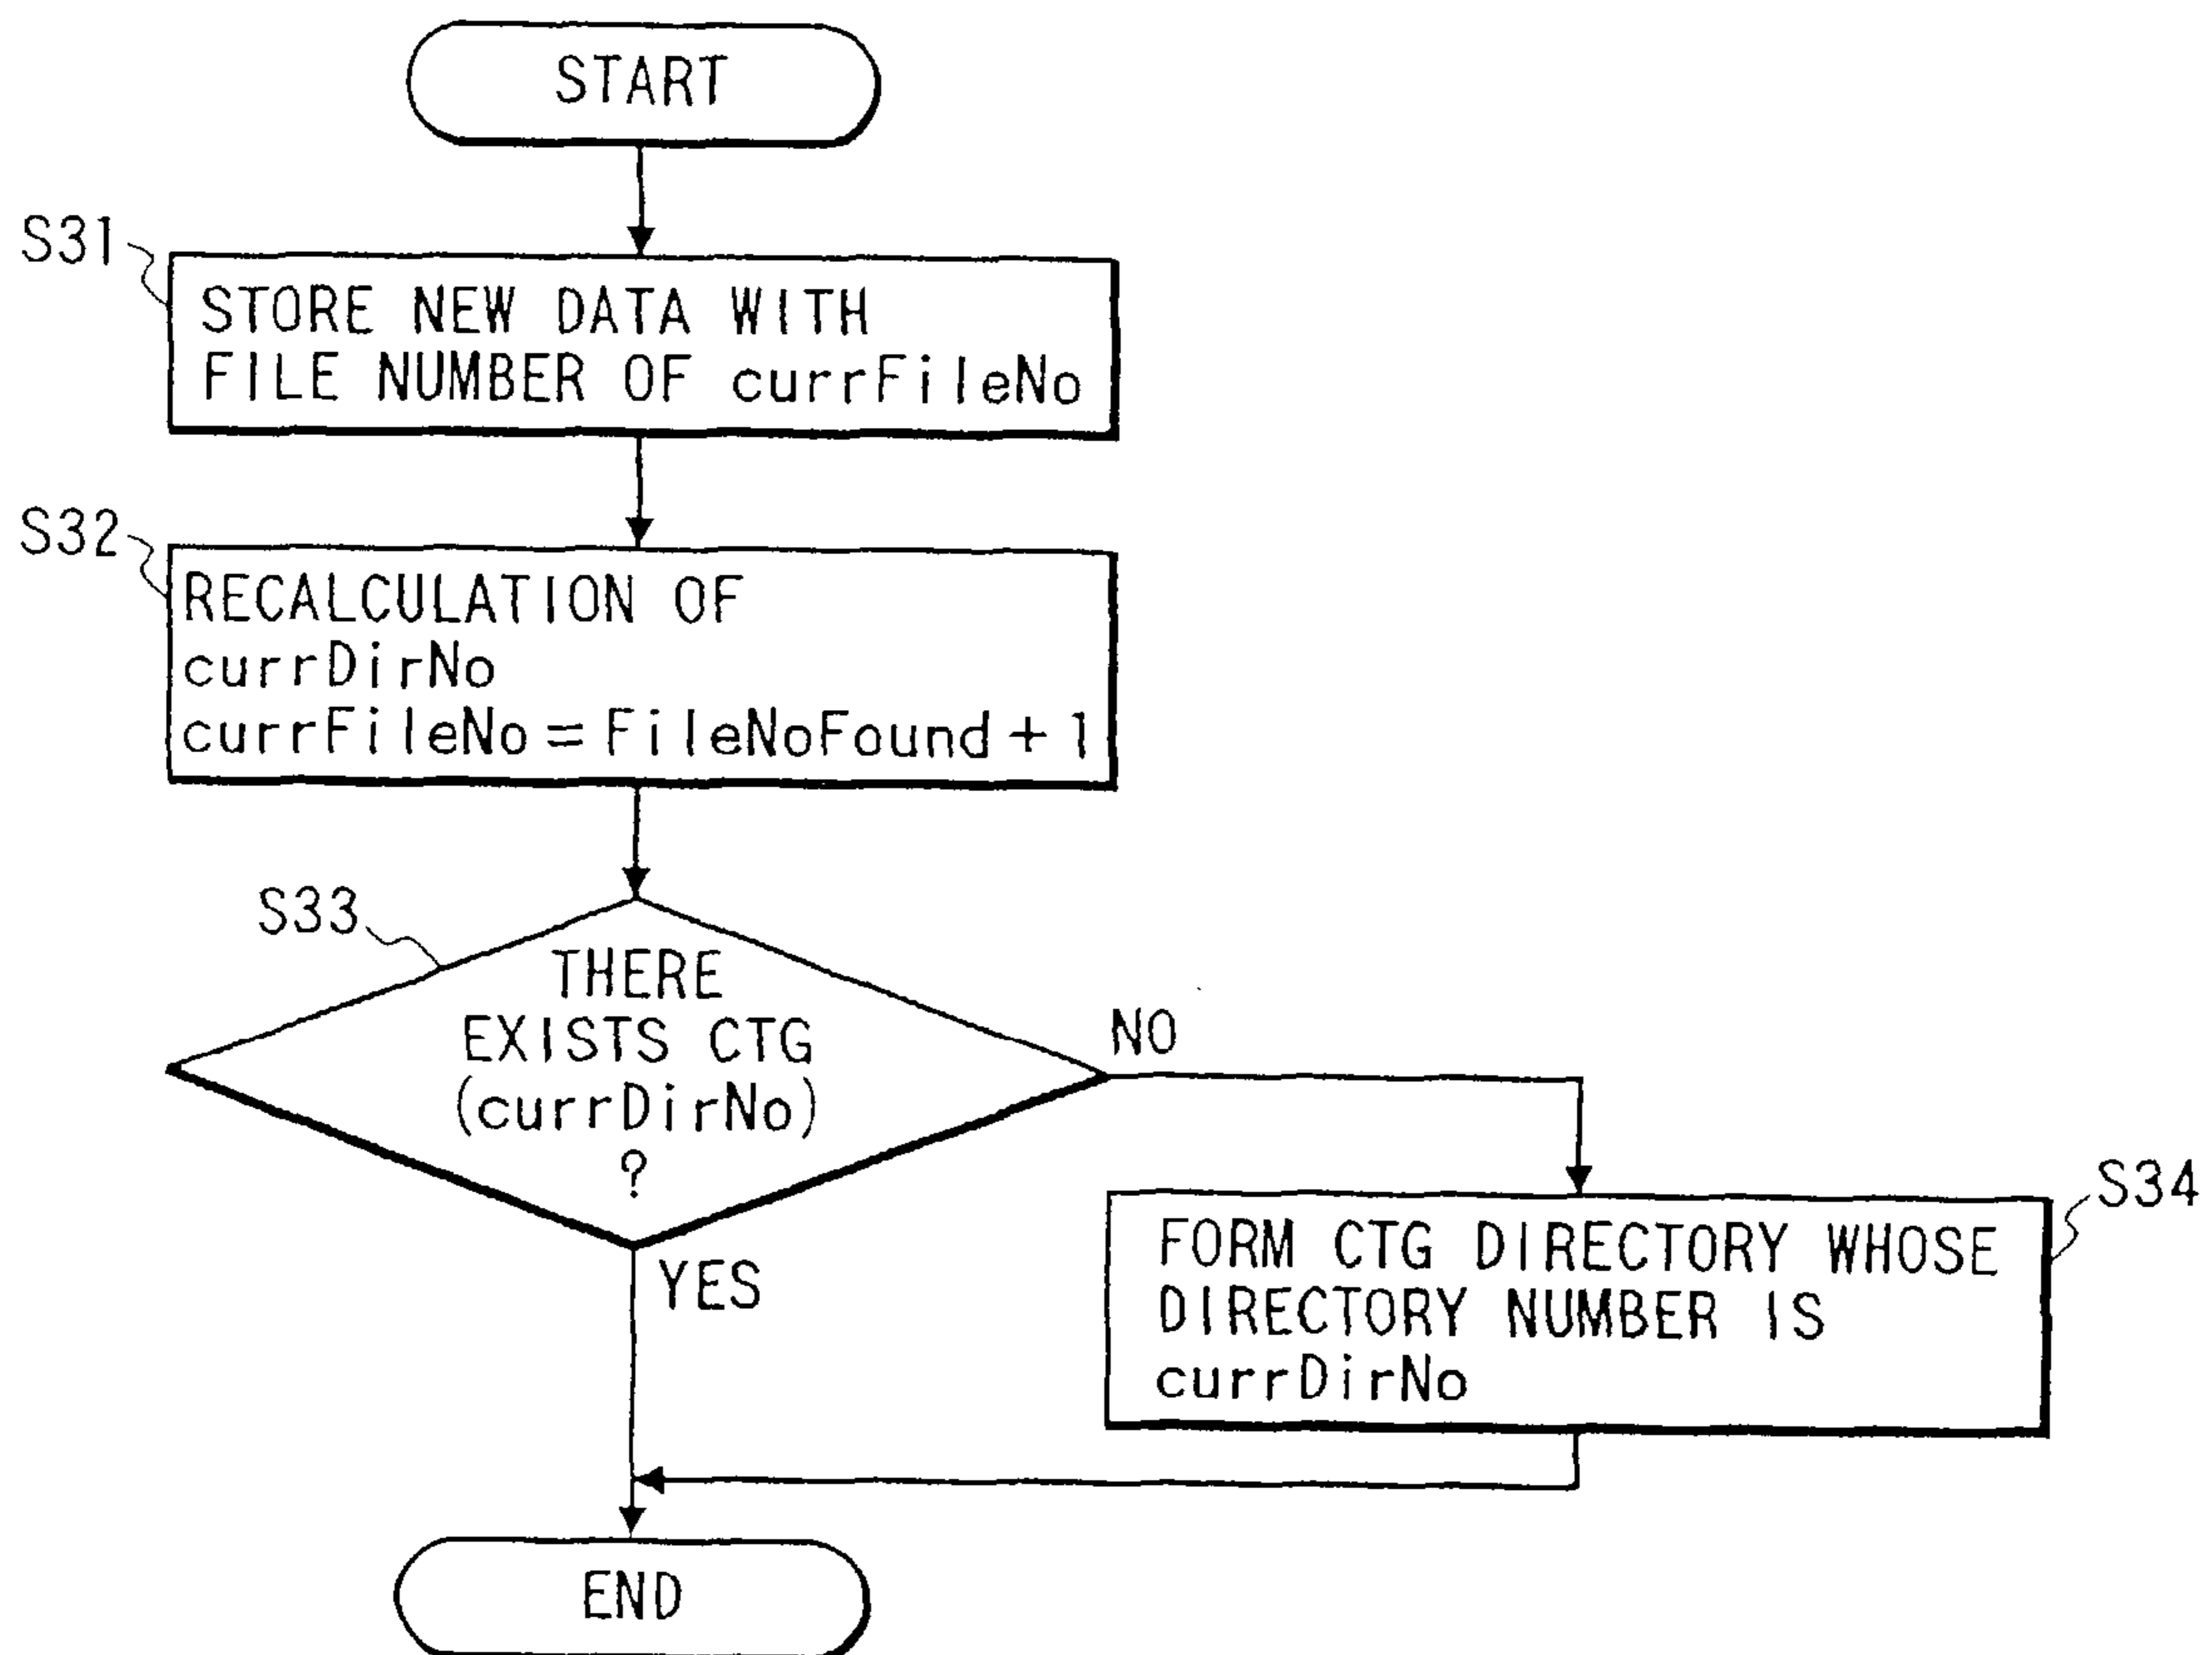 START
S31
STORE NEW DATA WITH
FILE NUMBER OF currFileNo
S32
RECALCULATION OF
currDirNo
currFileNo = FileNoFound + 1
S33
THERE
EXISTS CTG
(currDirNo)
?
NO
YES
S34
FORM CTG DIRECTORY WHOSE
DIRECTORY NUMBER IS
currDirNo
END